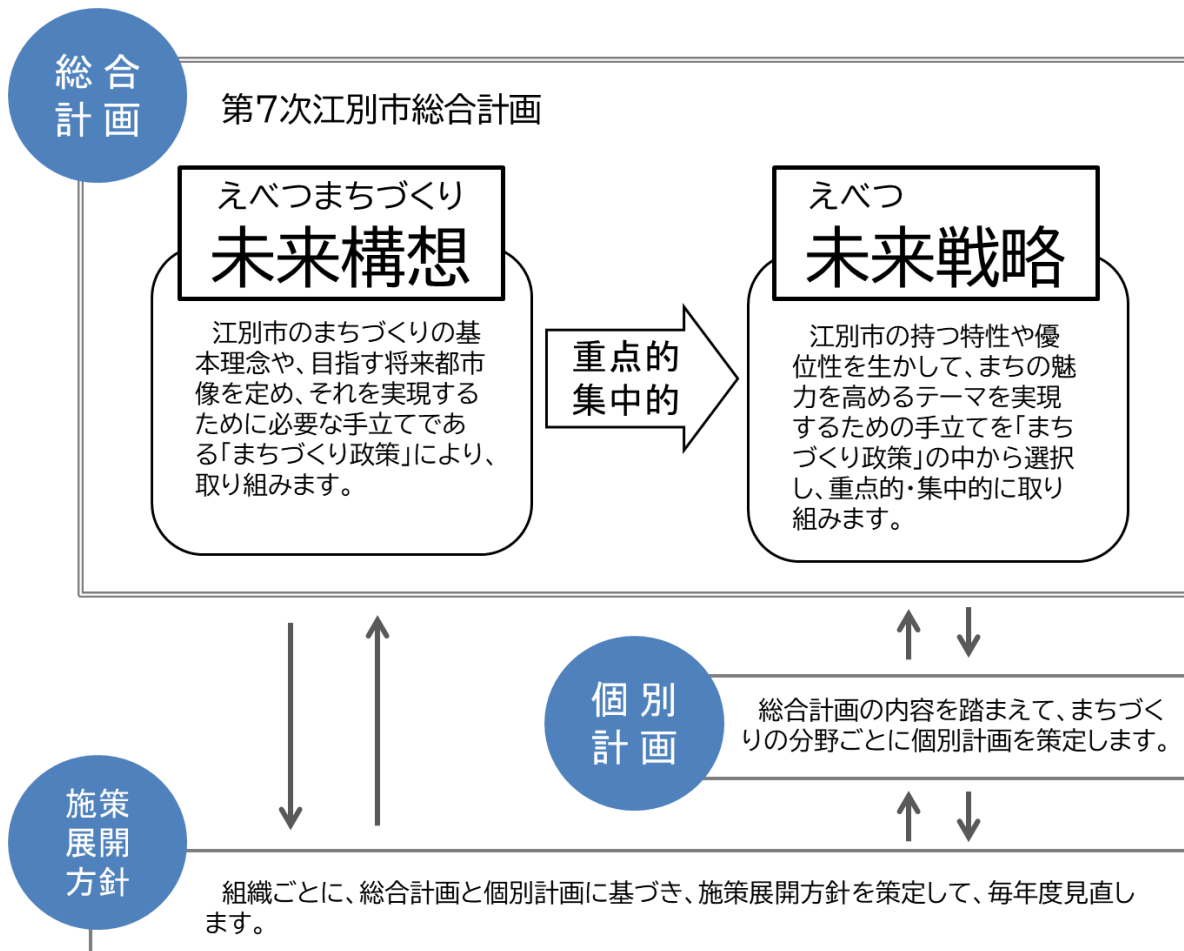 総合
計画
第7次江別市総合計画
えべつまちづくり
未来構想
江別市のまちづくりの基
本理念や、目指す将来都市
像を定め、それを実現する
ために必要な手立てであ
る「まちづくり政策」により、
取り組みます。
重点的
集中的
えべつ
未来戦略
江別市の持つ特性や優
位性を生かして、まちの魅
力を高めるテーマを実現
するための手立てを「まち
づくり政策」の中から選択
し、重点的・集中的に取り
組みます。
個別
計画
総合計画の内容を踏まえて、まちづく
りの分野ごとに個別計画を策定します。
施策
展開
方針
組織ごとに、総合計画と個別計画に基づき、施策展開方針を策定して、毎年度見直し
ます。